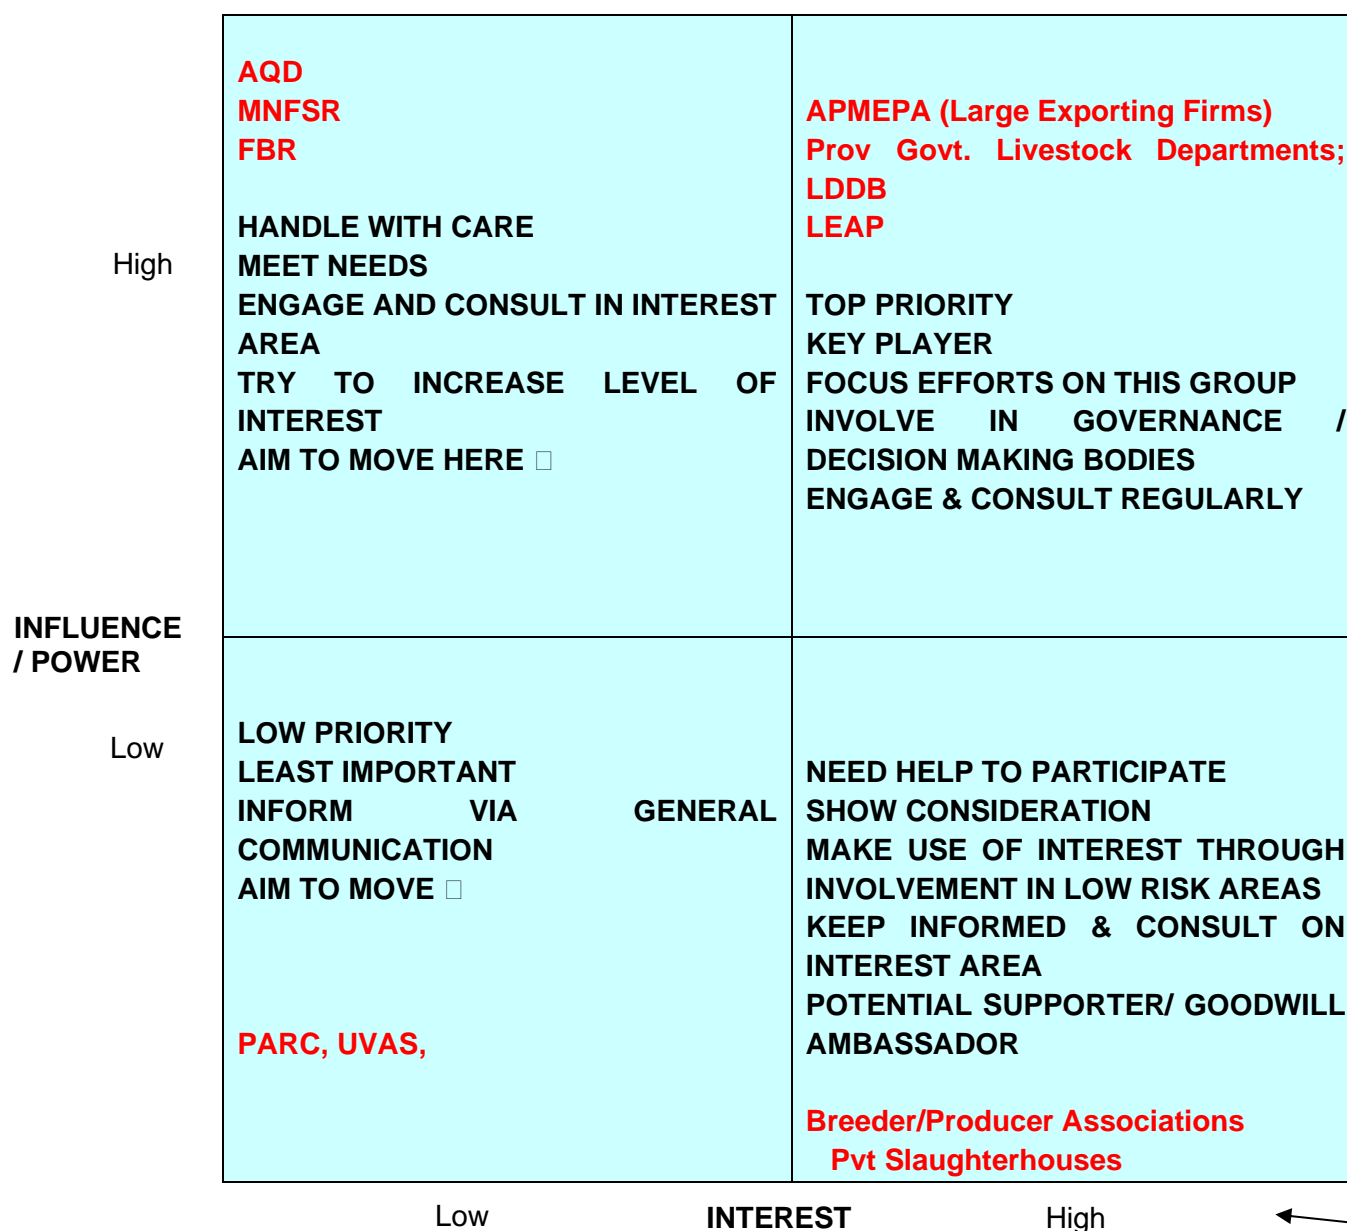 AQD
MNFSR
FBR
HANDLE WITH CARE
MEET NEEDS
ENGAGE AND CONSULT IN INTEREST
AREA
TRY TO INCREASE LEVEL OF
INTEREST
AIM TO MOVE HERE □
APMEPA (Large Exporting Firms)
Prov Govt. Livestock Departments;
LDDB
LEAP
TOP PRIORITY
KEY PLAYER
FOCUS EFFORTS ON THIS GROUP
INVOLVE IN GOVERNANCE /
DECISION MAKING BODIES
ENGAGE & CONSULT REGULARLY
High
INFLUENCE
/ POWER
Low
LOW PRIORITY
LEAST IMPORTANT
INFORM VIA GENERAL
COMMUNICATION
AIM TO MOVE □
PARC, UVAS,
NEED HELP TO PARTICIPATE
SHOW CONSIDERATION
MAKE USE OF INTEREST THROUGH
INVOLVEMENT IN LOW RISK AREAS
KEEP INFORMED & CONSULT ON
INTEREST AREA
POTENTIAL SUPPORTER/ GOODWILL
AMBASSADOR
Breeder/Producer Associations
Pvt Slaughterhouses
Low
INTEREST
High